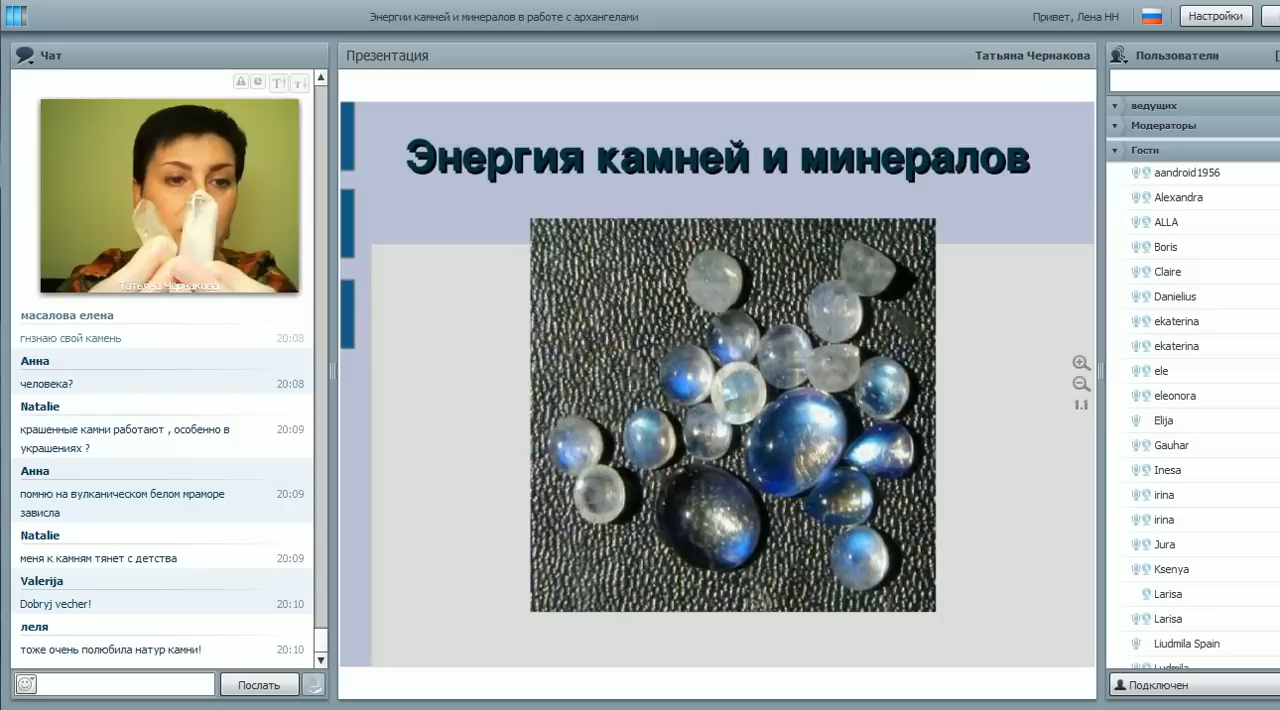 Энергии камней и минералов в работе с архангелами
Привет, Лена НН
Настройки
Чат
Татьяна Чернакова
масалова елена
гнзнаю свой камень 20:08
Анна
человека? 20:08
Natalie
крашенные камни работают , особенно в 20:09
украшениях ?
Анна
помню на вулканическом белом мраморе 20:09
зависла
Natalie
меня к камням тянет с детства 20:09
Valerija
Dobryj vecher! 20:10
леля
тоже очень полюбила натур камни! 20:10
Послать
Презентация
Татьяна Чернакова
Энергия камней и минералов
1.1
Пользователи
ведущих
Модераторы
Гости
aandroid1956
Alexandra
ALLA
Boris
Claire
Danielius
ekaterina
ekaterina
ele
eleonora
Elija
Gauhar
Inesa
irina
irina
Jura
Ksenya
Larisa
Larisa
Liudmila Spain
Ludmila
Подключен